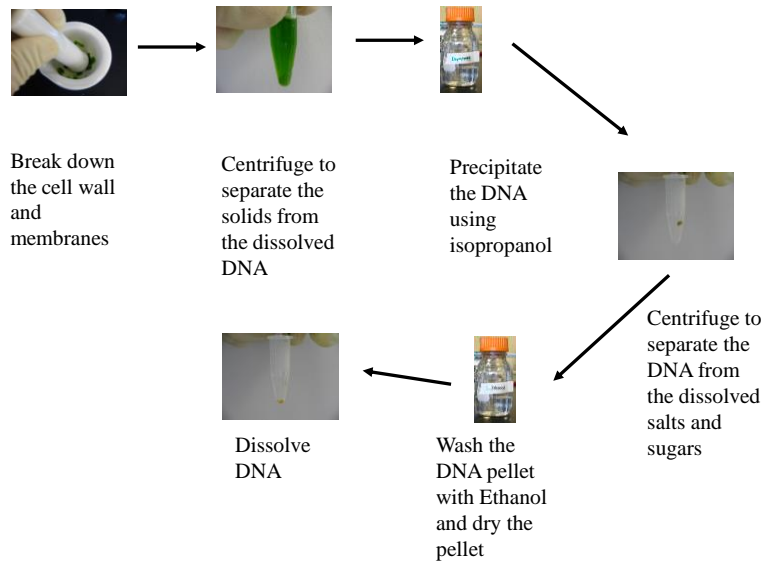 Break down
the cell wall
and
membranes
Centrifuge to
separate the
solids from
the dissolved
DNA
Precipitate
the DNA
using
isopropanol
Centrifuge to
separate the
DNA from
the dissolved
salts and
sugars
Wash the
DNA pellet
with Ethanol
and dry the
pellet
Dissolve
DNA